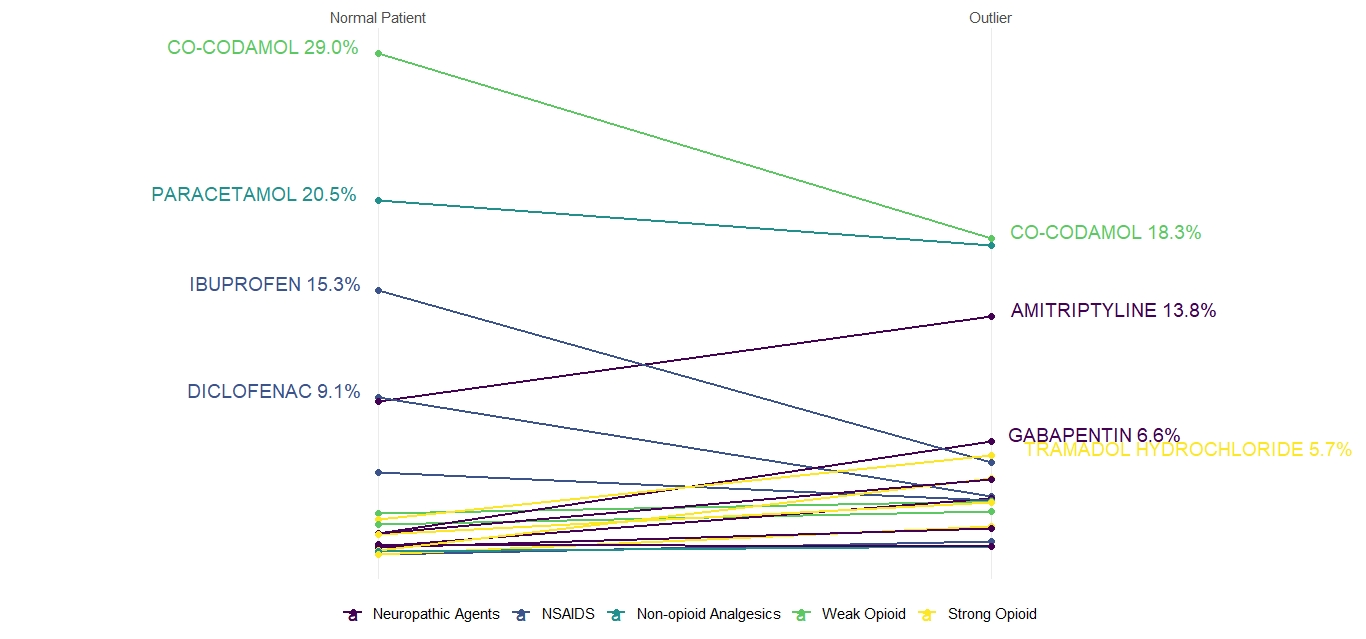 Normal Patient
Outlier
CO-CODAMOL 29.0%
PARACETAMOL 20.5%
CO-CODAMOL 18.3%
IBUPROFEN 15.3%
AMITRIPTYLINE 13.8%
DICLOFENAC 9.1%
GABAPENTIN 6.6%
TRAMADOL HYDROCHLORIDE 5.7%
a Neuropathic Agents a NSAIDS a Non-opioid Analgesics a Weak Opioid a Strong Opioid